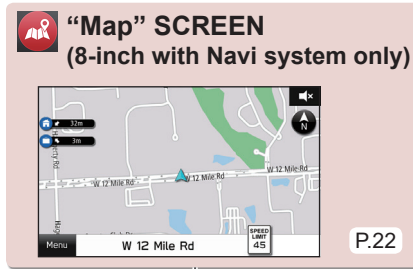 “Map” SCREEN
(8-inch with Navi system only)
N
32m
3m
W 12 Mile Rd
W 12 Mile Rd
W 12 Mile Rd
SPEED
LIMIT
45
Menu
W 12 Mile Rd
P.22